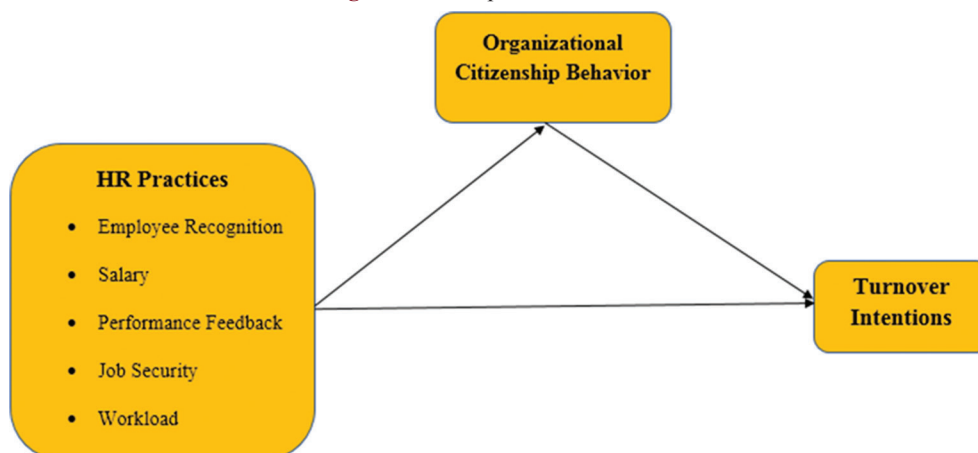 Organizational
Citizenship Behavior
HR Practices
• Employee Recognition
• Salary
• Performance Feedback
• Job Security
• Workload
Turnover
Intentions